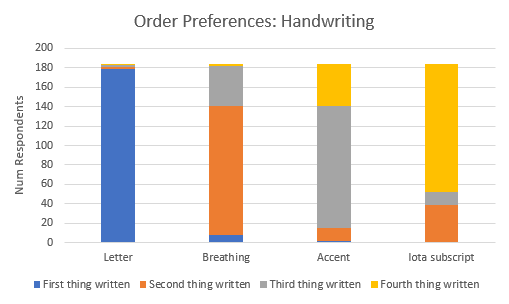 Order Preferences: Handwriting
200
180
160
140
120
100
80
60
40
20
0
Num Respondents
Letter Breathing Accent Iota subscript
First thing written Second thing written Third thing written Fourth thing written